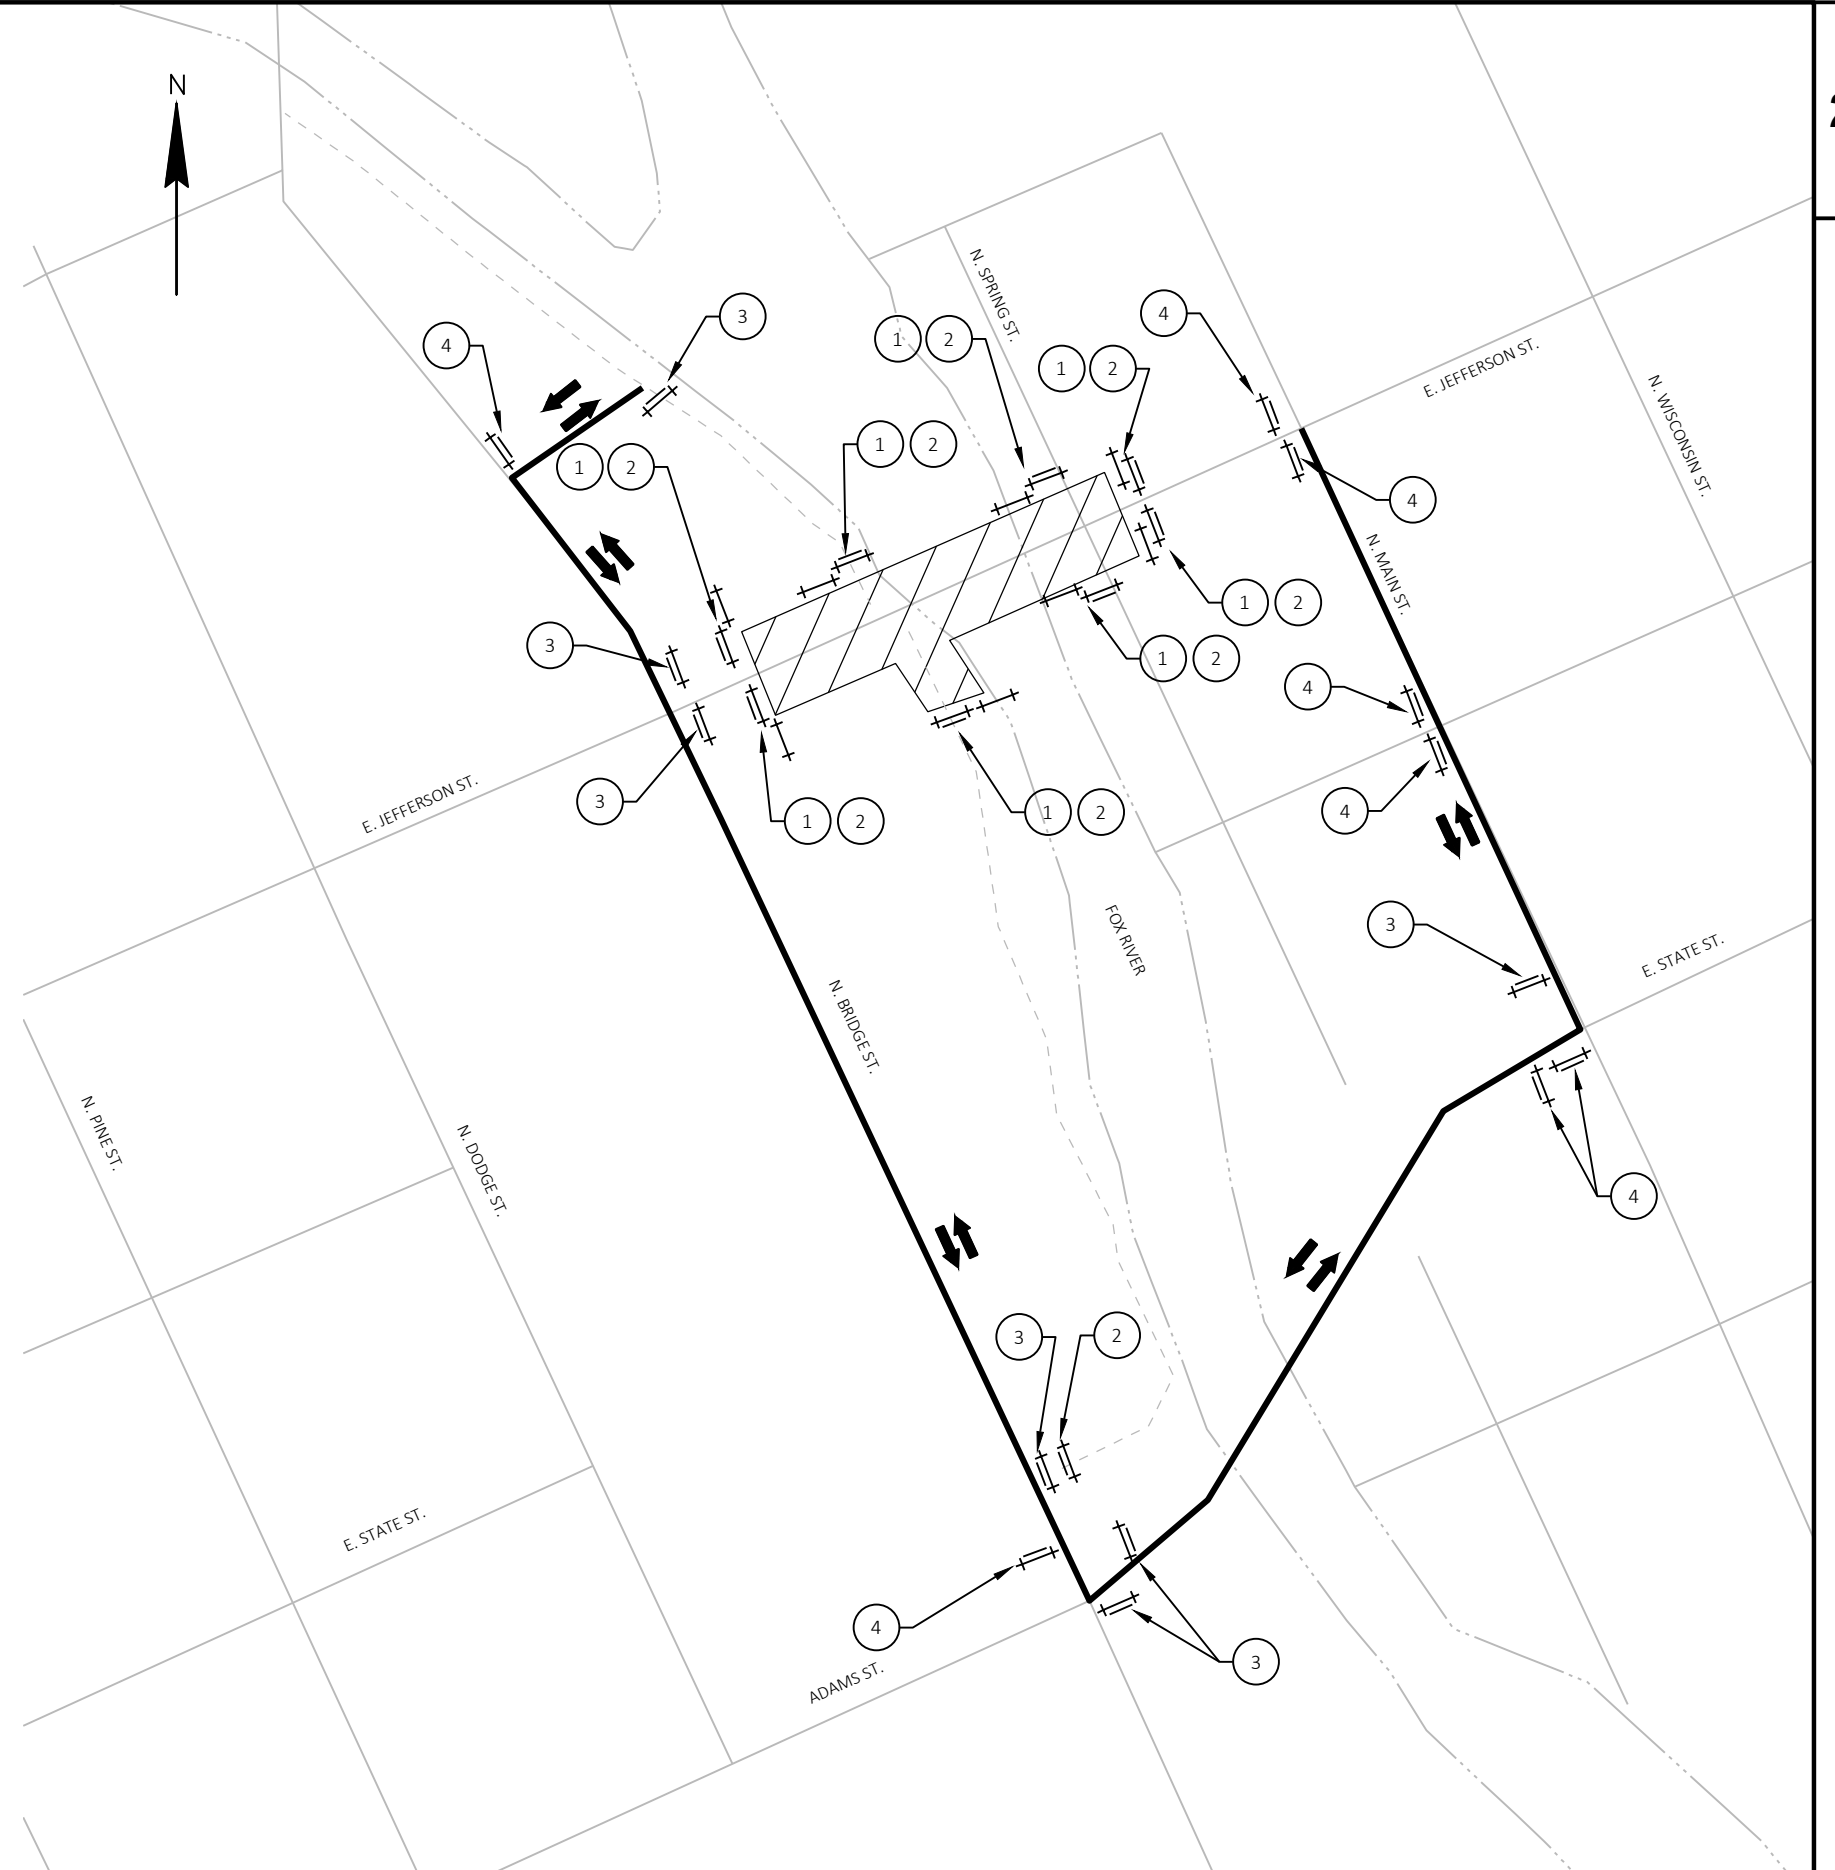 N
2
3
4
N. SPRING ST.
4
1 2
1 2
E. JEFFERSON ST.
N. WISCONSIN ST.
1 2
1 2
4
N. MAIN ST.
1 2
3
1 2
4
3
E. JEFFERSON ST.
1 2
1 2
4
3
FOX RIVER
E. STATE ST.
N. BRIDGE ST.
N. PINE ST.
N. DODGE ST.
4
3
2
E. STATE ST.
4
3
ADAMS ST.